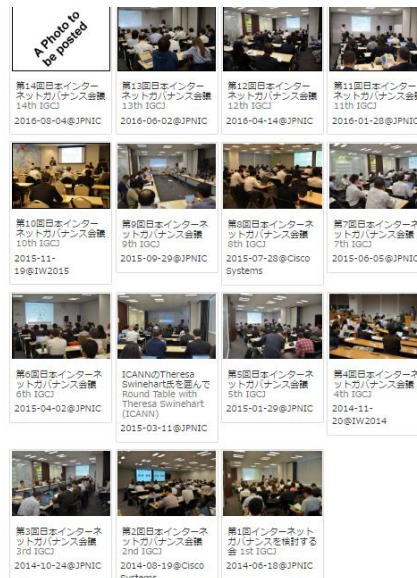 A Photo to
be posted
第14回日本インター
ネットガバナンス会議
14th IGCJ
2016-08-04@JPNIC
第13回日本インター
ネットガバナンス会議
13th IGCJ
2016-06-02@JPNIC
第12回日本インター
ネットガバナンス会議
12th IGCJ
2016-04-14@JPNIC
第11回日本インター
ネットガバナンス会議
11th IGCJ
2016-01-28@JPNIC
第10回日本インター
ネットガバナンス会議
10th IGCJ
2015-11-
19@IW2015
第9回日本インターネ
ットガバナンス会議
9th IGCJ
2015-09-29@JPNIC
第8回日本インターネ
ットガバナンス会議
8th IGCJ
2015-07-28@Cisco
Systems
第7回日本インターネ
ットガバナンス会議
7th IGCJ
2015-06-05@JPNIC
第6回日本インターネ
ットガバナンス会議
6th IGCJ
2015-04-02@JPNIC
ICANNのTheresa
Swinehart氏を囲んで
Round Table with
Theresa Swinehart
(ICANN)
2015-03-11@JPNIC
第5回日本インターネ
ットガバナンス会議
5th IGCJ
2015-01-29@JPNIC
第4回日本インターネ
ットガバナンス会議
4th IGCJ
2014-11-
20@IW2014
第3回日本インターネ
ットガバナンス会議
3rd IGCJ
2014-10-24@JPNIC
第2回日本インターネ
ットガバナンス会議
2nd IGCJ
2014-08-19@Cisco
Systems
第1回インターネット
ガバナンスを検討する
会 1st IGCJ
2014-06-18@JPNIC